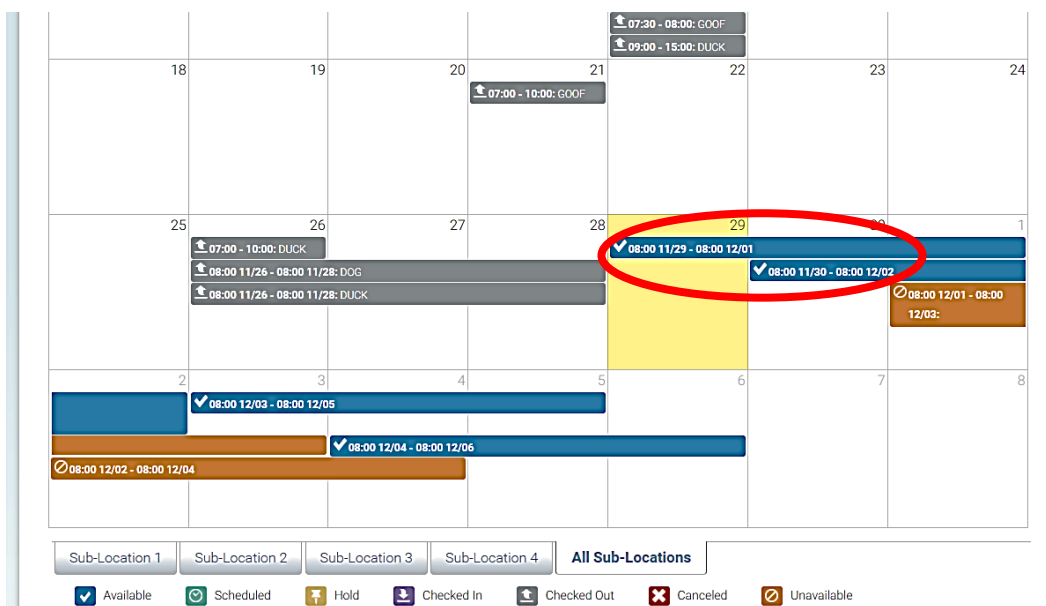 07:30 - 08:00: GOOF
09:00 - 15:00: DUCK
18 19 20 21 22 23 24
07:00 - 10:00: GOOF
25 26 27 28 29 30 1
07:00 - 10:00: DUCK
08:00 11/29 - 08:00 12/01
08:00 11/26 - 08:00 11/28: DOG
08:00 11/30 - 08:00 12/02
08:00 11/26 - 08:00 11/28: DUCK
08:00 12/01 - 08:00
12/03:
2 3 4 5 6 7 8
08:00 12/03 - 08:00 12/05
08:00 12/04 - 08:00 12/06
08:00 12/02 - 08:00 12/04
Sub-Location 1 Sub-Location 2 Sub-Location 3 Sub-Location 4 All Sub-Locations
Available Scheduled Hold Checked In Checked Out Canceled Unavailable